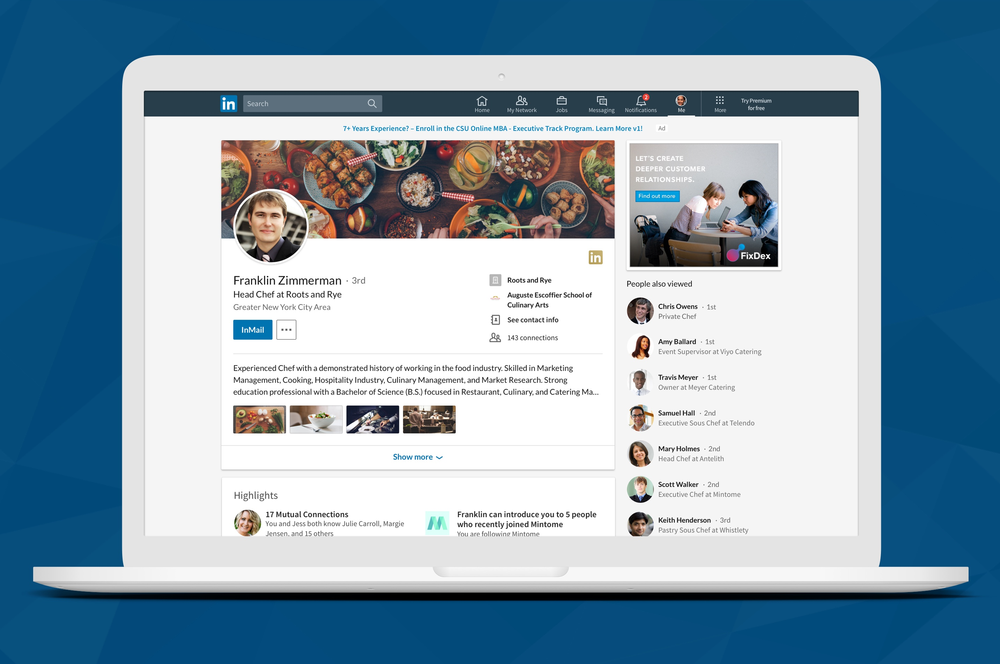 in
Search
Home
My Network
Jobs
Messaging
2
Notifications
Me
More
Try Premium
for free
7+ Years Experience? – Enroll in the CSU Online MBA - Executive Track Program. Learn More v1!
Ad
in
Franklin Zimmerman · 3rd
Head Chef at Roots and Rye
Greater New York City Area
InMail
Roots and Rye
Auguste Escoffier School of
Culinary Arts
See contact info
143 connections
Experienced Chef with a demonstrated history of working in the food industry. Skilled in Marketing
Management, Cooking, Hospitality Industry, Culinary Management, and Market Research. Strong
education professional with a Bachelor of Science (B.S.) focused in Restaurant, Culinary, and Catering Ma...
Show more
Highlights
17 Mutual Connections
You and Jess both know Julie Carroll, Margie
Jensen, and 15 others
Franklin can introduce you to 5 people
who recently joined Mintome
You are following Mintome
LET'S CREATE
DEEPER CUSTOMER
RELATIONSHIPS.
Find out more
FixDex
People also viewed
Chris Owens · 1st
Private Chef
Amy Ballard · 1st
Event Supervisor at Viyo Catering
Travis Meyer · 1st
Owner at Meyer Catering
Samuel Hall · 2nd
Executive Sous Chef at Telendo
Mary Holmes · 2nd
Head Chef at Antelith
Scott Walker · 2nd
Executive Chef at Mintome
Keith Henderson · 3rd
Pastry Sous Chef at Whistlety